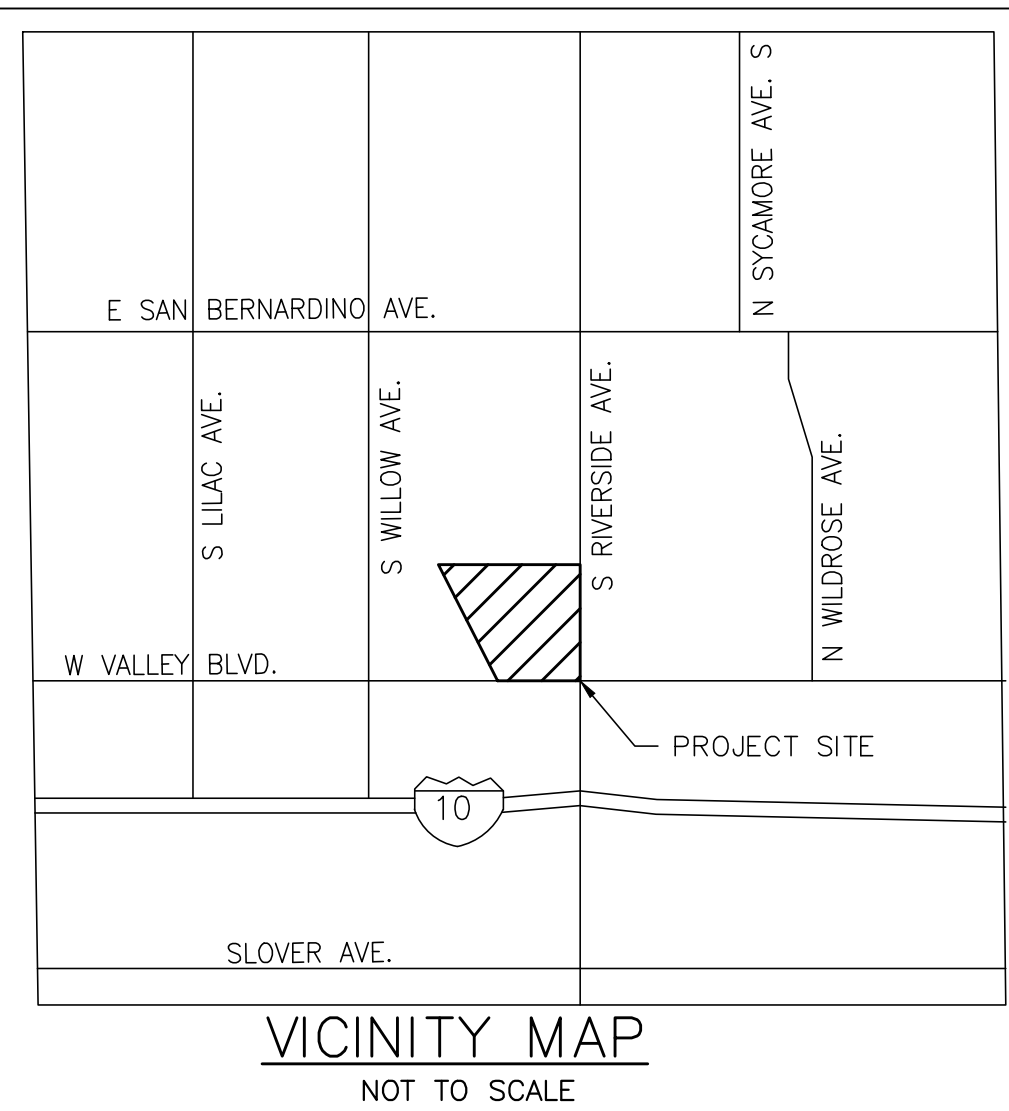 N SYCAMORE AVE. S
E SAN BERNARDINO AVE.
S LILAC AVE.
S WILLOW AVE.
S RIVERSIDE AVE.
N WILDROSE AVE.
W VALLEY BLVD.
PROJECT SITE
10
SLOVER AVE.
VICINITY MAP
NOT TO SCALE